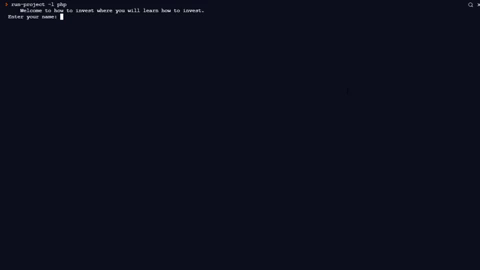 run-project -l php
Welcome to how to invest where you will learn how to invest.
Enter your name: